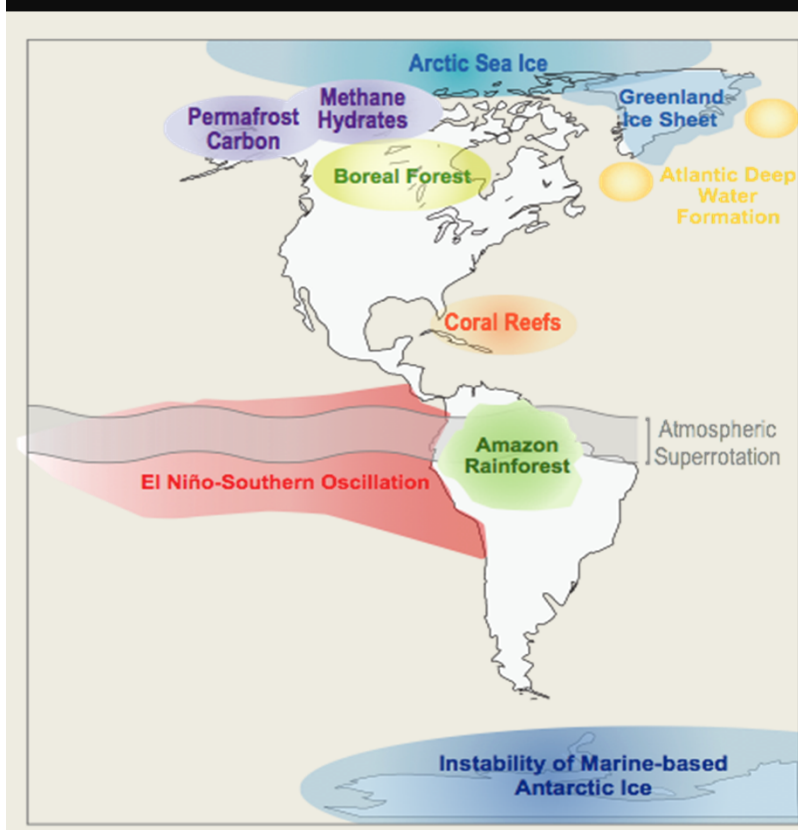 Arctic Sea Ice
Methane
Hydrates
Permafrost
Carbon
Greenland
Ice Sheet
Boreal Forest
Atlantic Deep
Water
Formation
Coral Reefs
Atmospheric
Superrotation
Amazon
Rainforest
El Niño-Southern Oscillation
Instability of Marine-based
Antarctic Ice